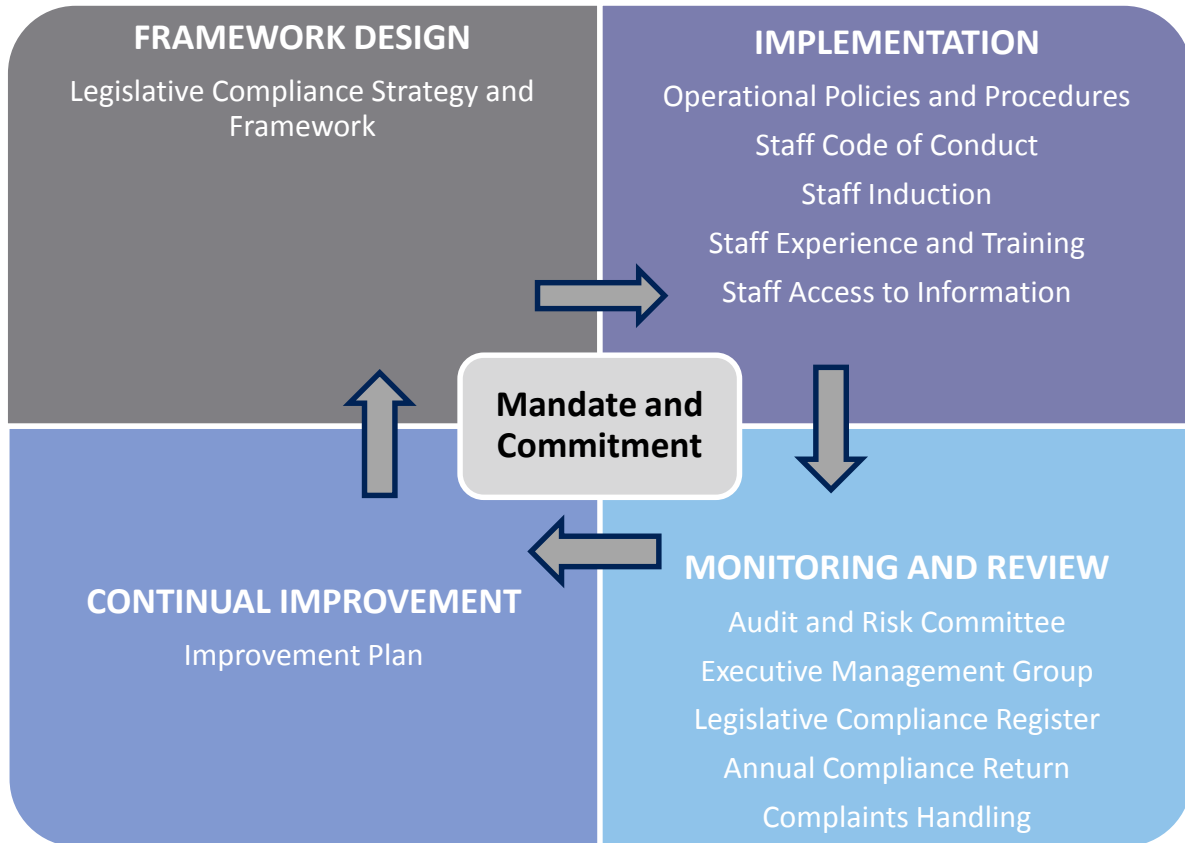 FRAMEWORK DESIGN
Legislative Compliance Strategy and
Framework
IMPLEMENTATION
Operational Policies and Procedures
Staff Code of Conduct
Staff Induction
Staff Experience and Training
Staff Access to Information
Mandate and
Commitment
CONTINUAL IMPROVEMENT
Improvement Plan
MONITORING AND REVIEW
Audit and Risk Committee
Executive Management Group
Legislative Compliance Register
Annual Compliance Return
Complaints Handling